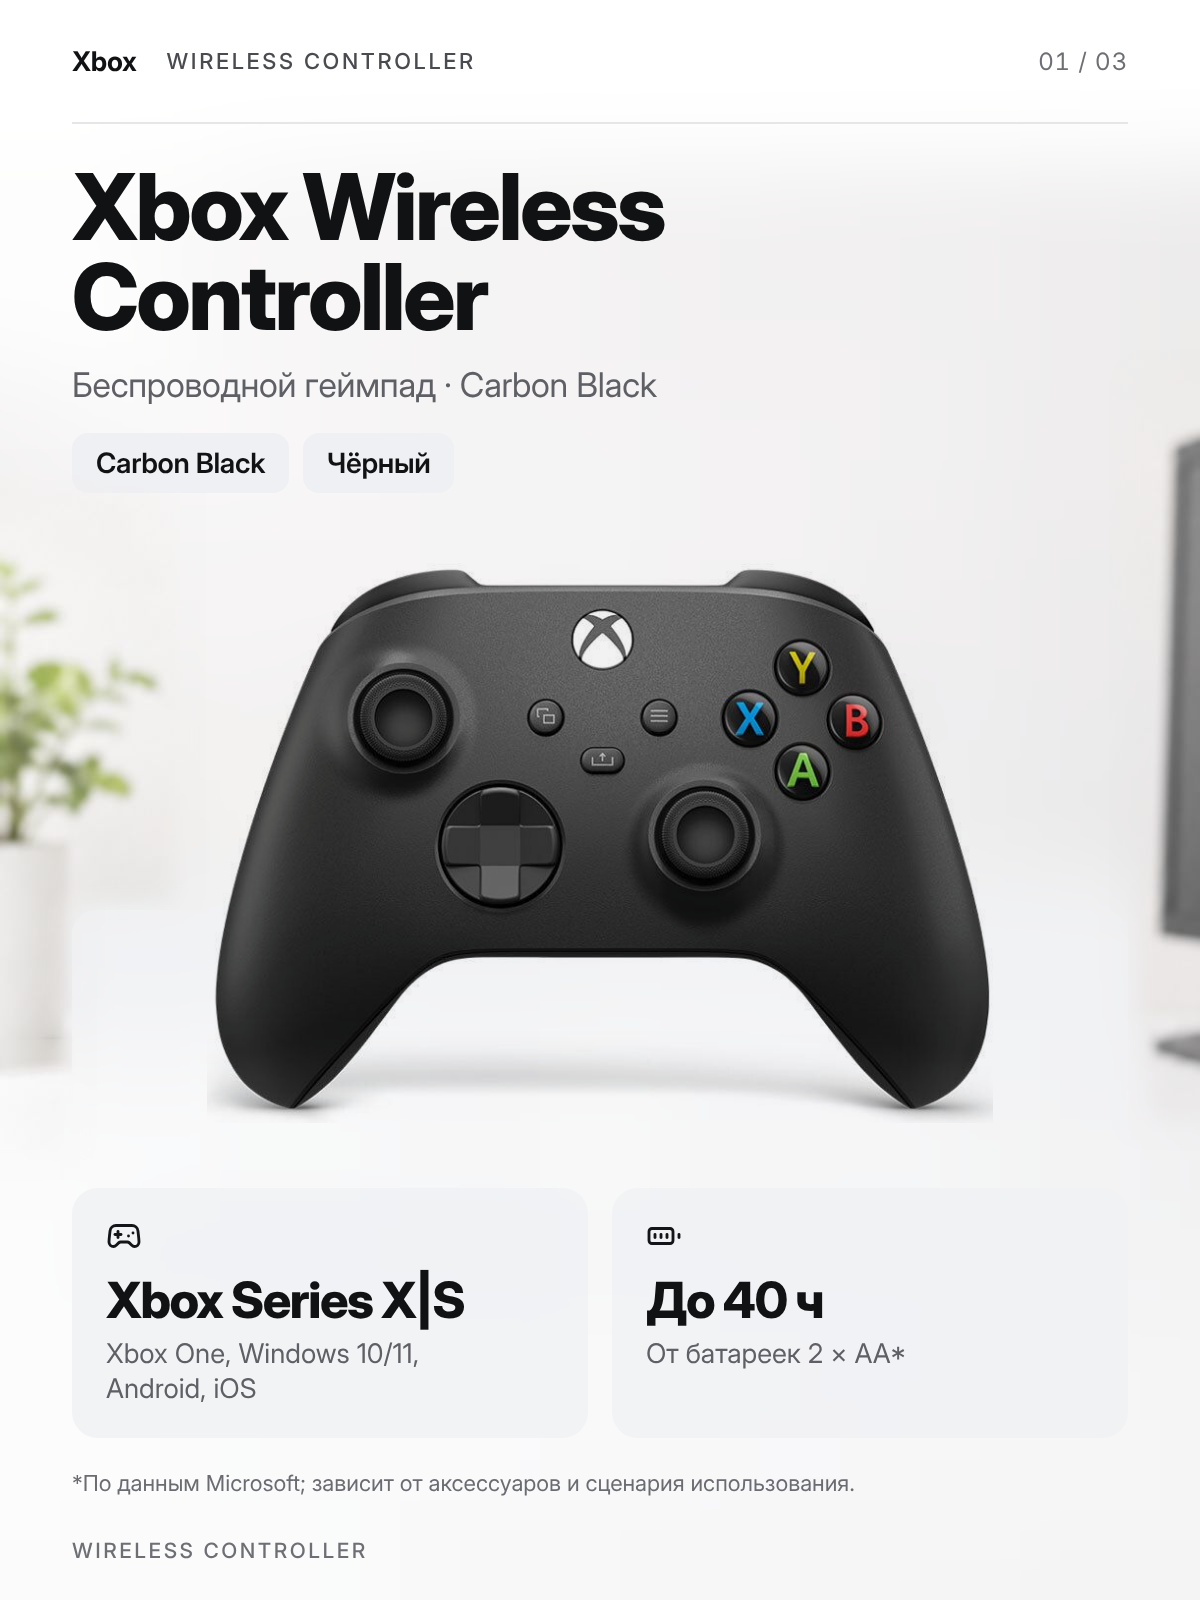 Xbox WIRELESS CONTROLLER 01 / 03
Xbox Wireless
Controller
Беспроводной геймпад · Carbon Black
Carbon Black Чёрный
Y
X B
A
Xbox Series X|S
Xbox One, Windows 10/11,
Android, iOS
До 40 ч
От батареек 2 × AA*
*По данным Microsoft; зависит от аксессуаров и сценария использования.
WIRELESS CONTROLLER